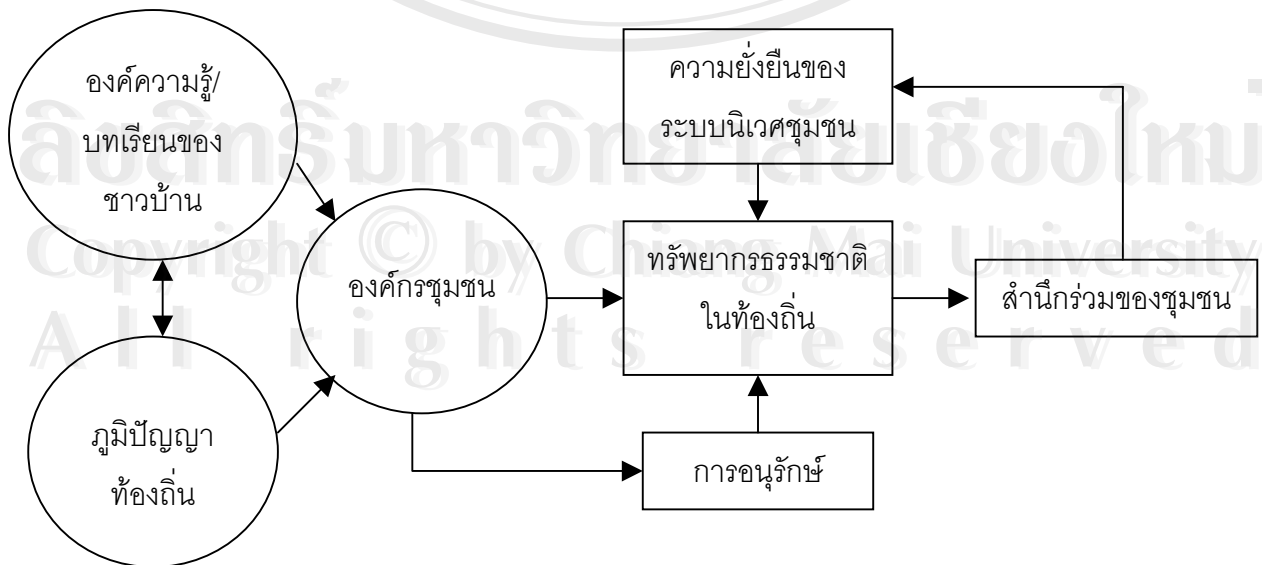 องค์ความรู้/
บทเรียนของ
ชาวบ้าน
ความยั่งยืนของ
ระบบนิเวศชุมชน
องค์กรชุมชน
ทรัพยากรธรรมชาติ
ในท้องถิ่น
สำนึกร่วมของชุมชน
ภูมิปัญญา
ท้องถิ่น
การอนุรักษ์
ลิขสิทธิ์มหาวิทยาลัยเชียงใหม่
Copyright © by Chiang Mai University
All rights reserved